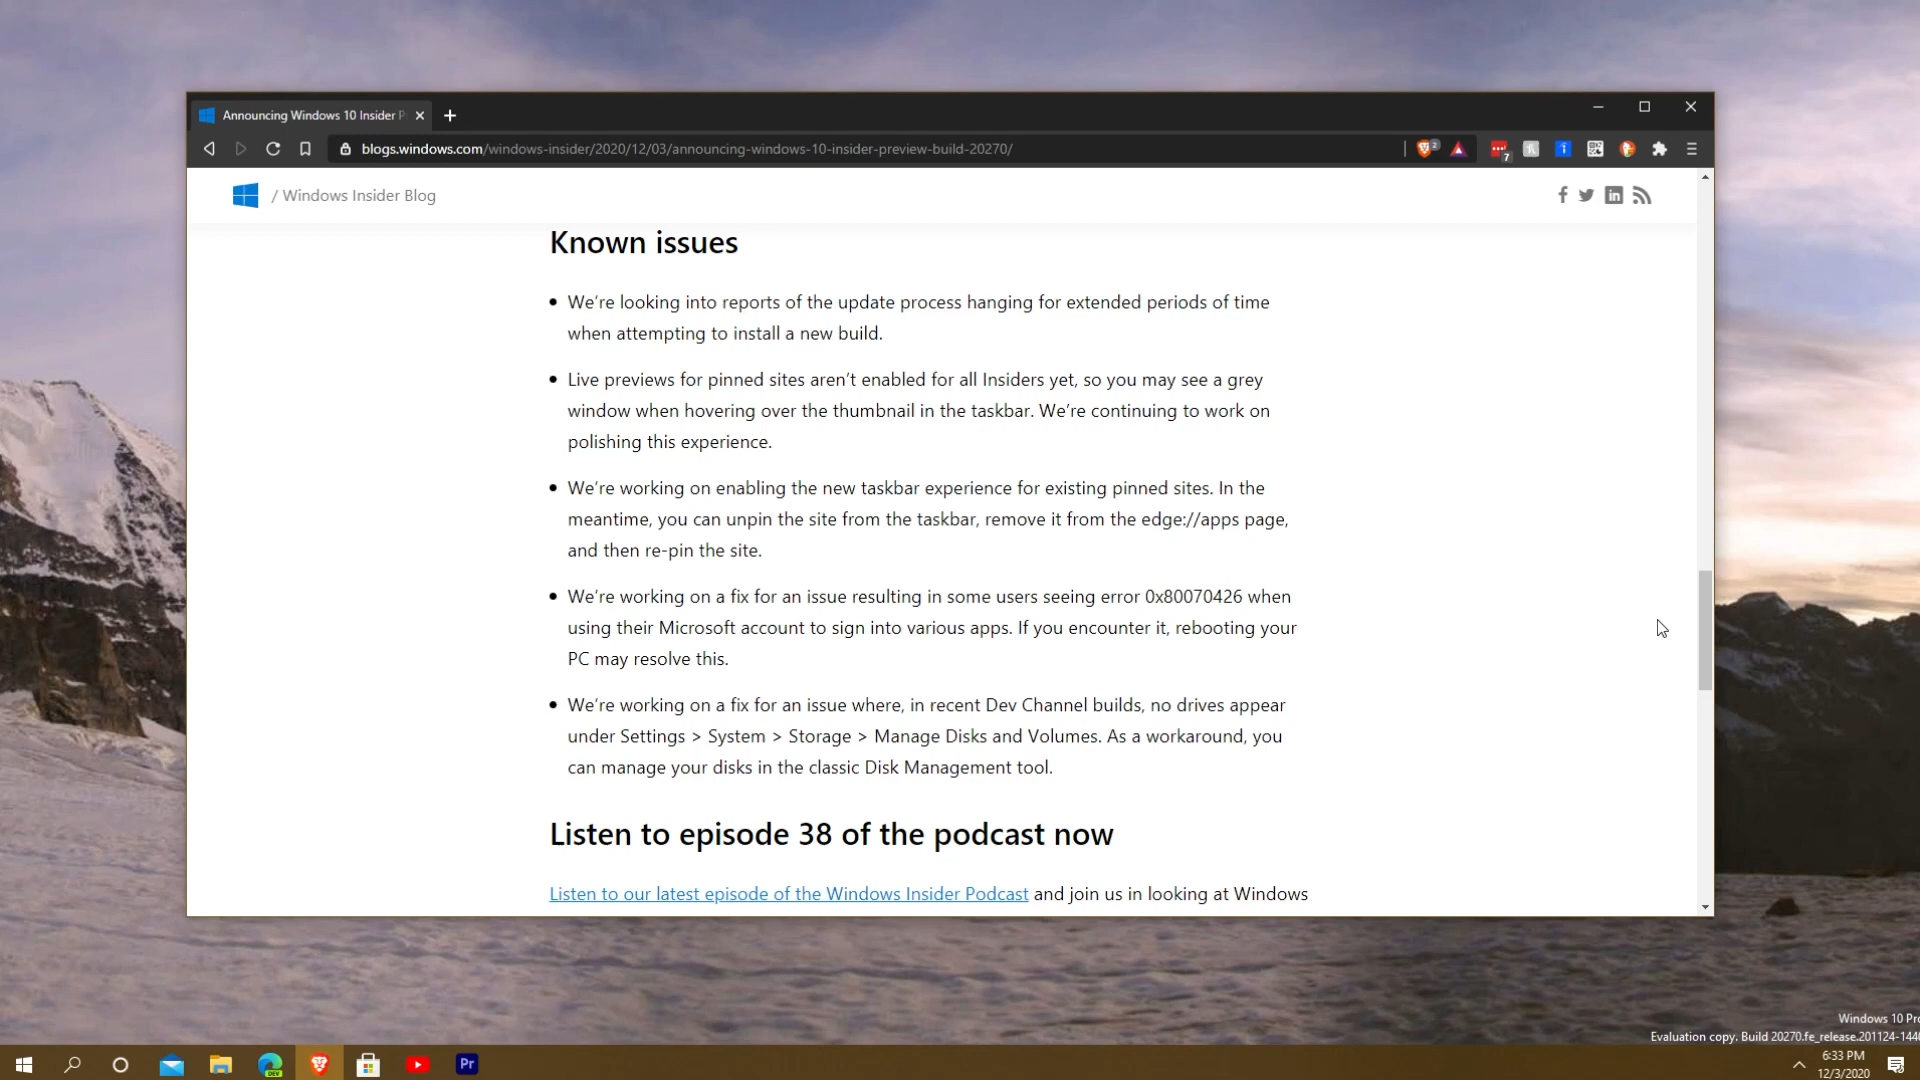 Announcing Windows 10 Insider P
blogs.windows.com/windows-insider/2020/12/03/announcing-windows-10-insider-preview-build-20270/
2
7
/ Windows Insider Blog
Known issues
• We’re looking into reports of the update process hanging for extended periods of time
when attempting to install a new build.
• Live previews for pinned sites aren’t enabled for all Insiders yet, so you may see a grey
window when hovering over the thumbnail in the taskbar. We’re continuing to work on
polishing this experience.
• We’re working on enabling the new taskbar experience for existing pinned sites. In the
meantime, you can unpin the site from the taskbar, remove it from the edge://apps page,
and then re-pin the site.
• We’re working on a fix for an issue resulting in some users seeing error 0x80070426 when
using their Microsoft account to sign into various apps. If you encounter it, rebooting your
PC may resolve this.
• We’re working on a fix for an issue where, in recent Dev Channel builds, no drives appear
under Settings > System > Storage > Manage Disks and Volumes. As a workaround, you
can manage your disks in the classic Disk Management tool.
Listen to episode 38 of the podcast now
Listen to our latest episode of the Windows Insider Podcast and join us in looking at Windows
Windows 10 Pro
Evaluation copy. Build 20270.fe_release.201124-1440
DEV
Pr
6:33 PM
12/3/2020